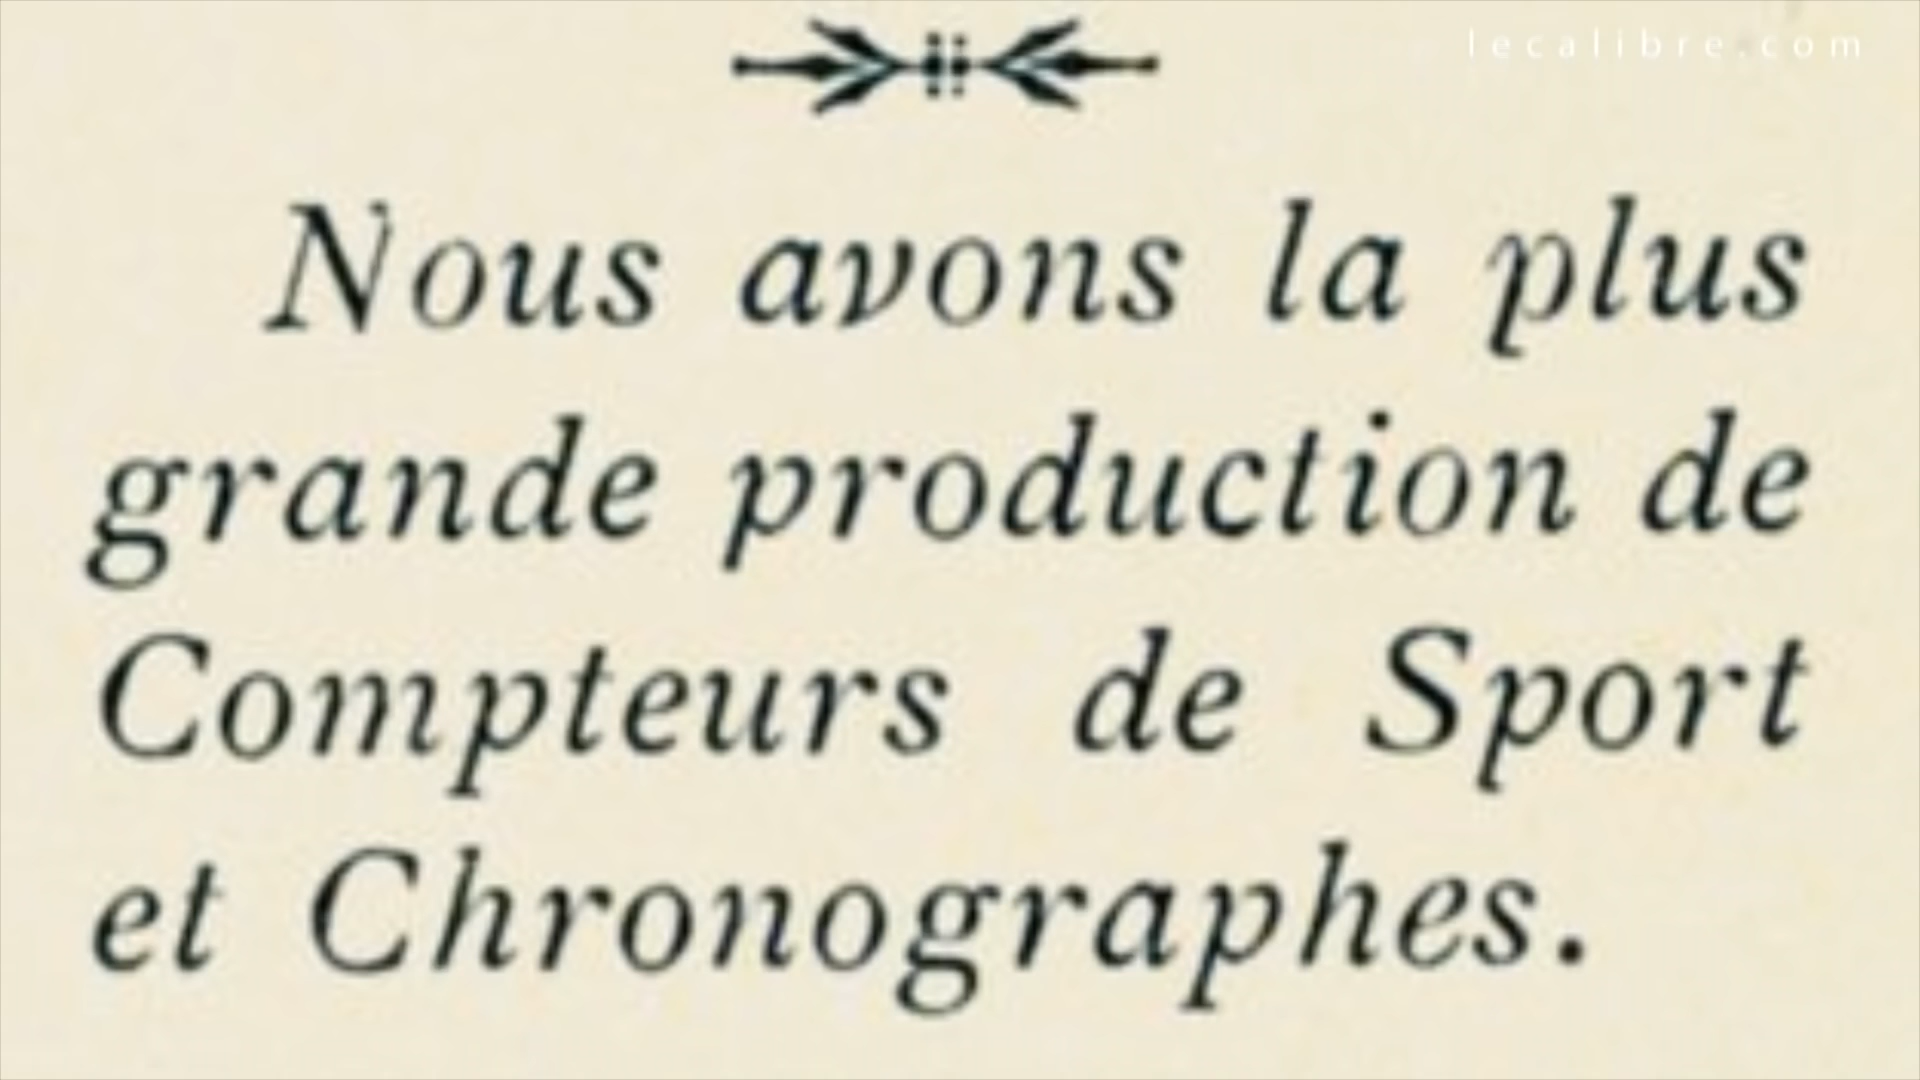 lecalibre.com
Nous avons la plus
grande production de
Compteurs de Sport
et Chronographes.